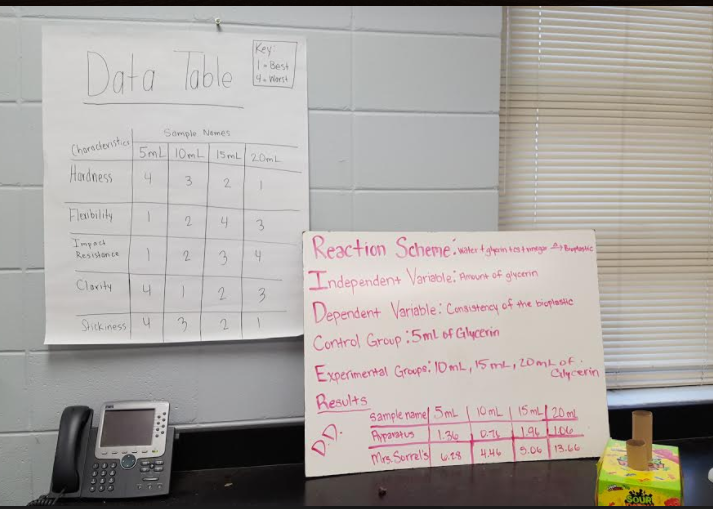 Data Table
Key
1 = Best
4 = Worst
Sample Names
Characteristics 5mL 10mL 15mL 20mL
Hardness 4 3 2 1
Flexibility 1 2 4 3
Impact
Resistance 1 2 3 4
Clarity 4 1 2 3
Stickiness 4 3 2 1
Reaction Scheme: water + glycerin +
Independent Variable: Amount of glycerin
Dependent Variable: Consistency of the bioplastic
Control Group: 5mL of Glycerin
Experimental Groups: 10mL, 15mL, 20mL of
Glycerin
Results
Sample name 5mL 10mL 15mL 20mL
1.36 0.76 1.96 1.06
Mrs. Sorrel's 6.28 4.46 5.06 13.66
SOUR